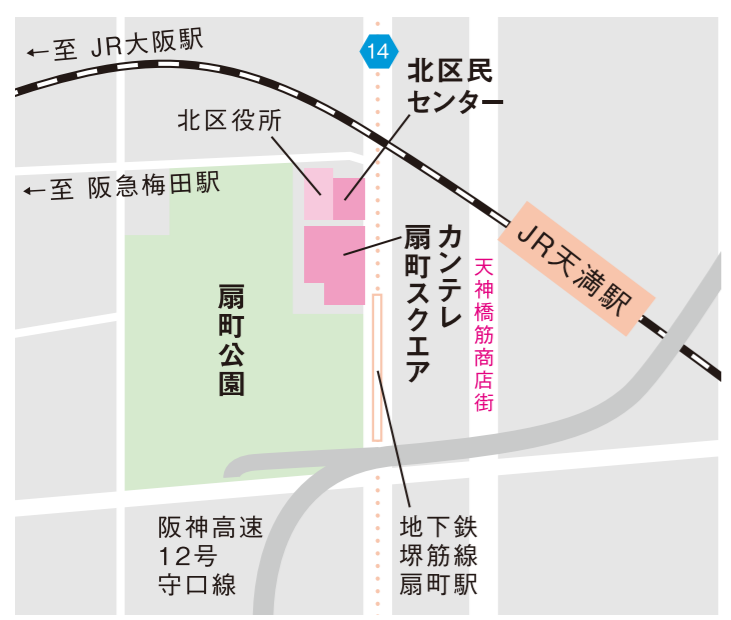 ←至 JR大阪駅
14
北区民
センター
北区役所
←至 阪急梅田駅
カンテレ
扇町スクエア
JR天満駅
天神橋筋商店街
扇町公園
阪神高速
12号
守口線
地下鉄
堺筋線
扇町駅